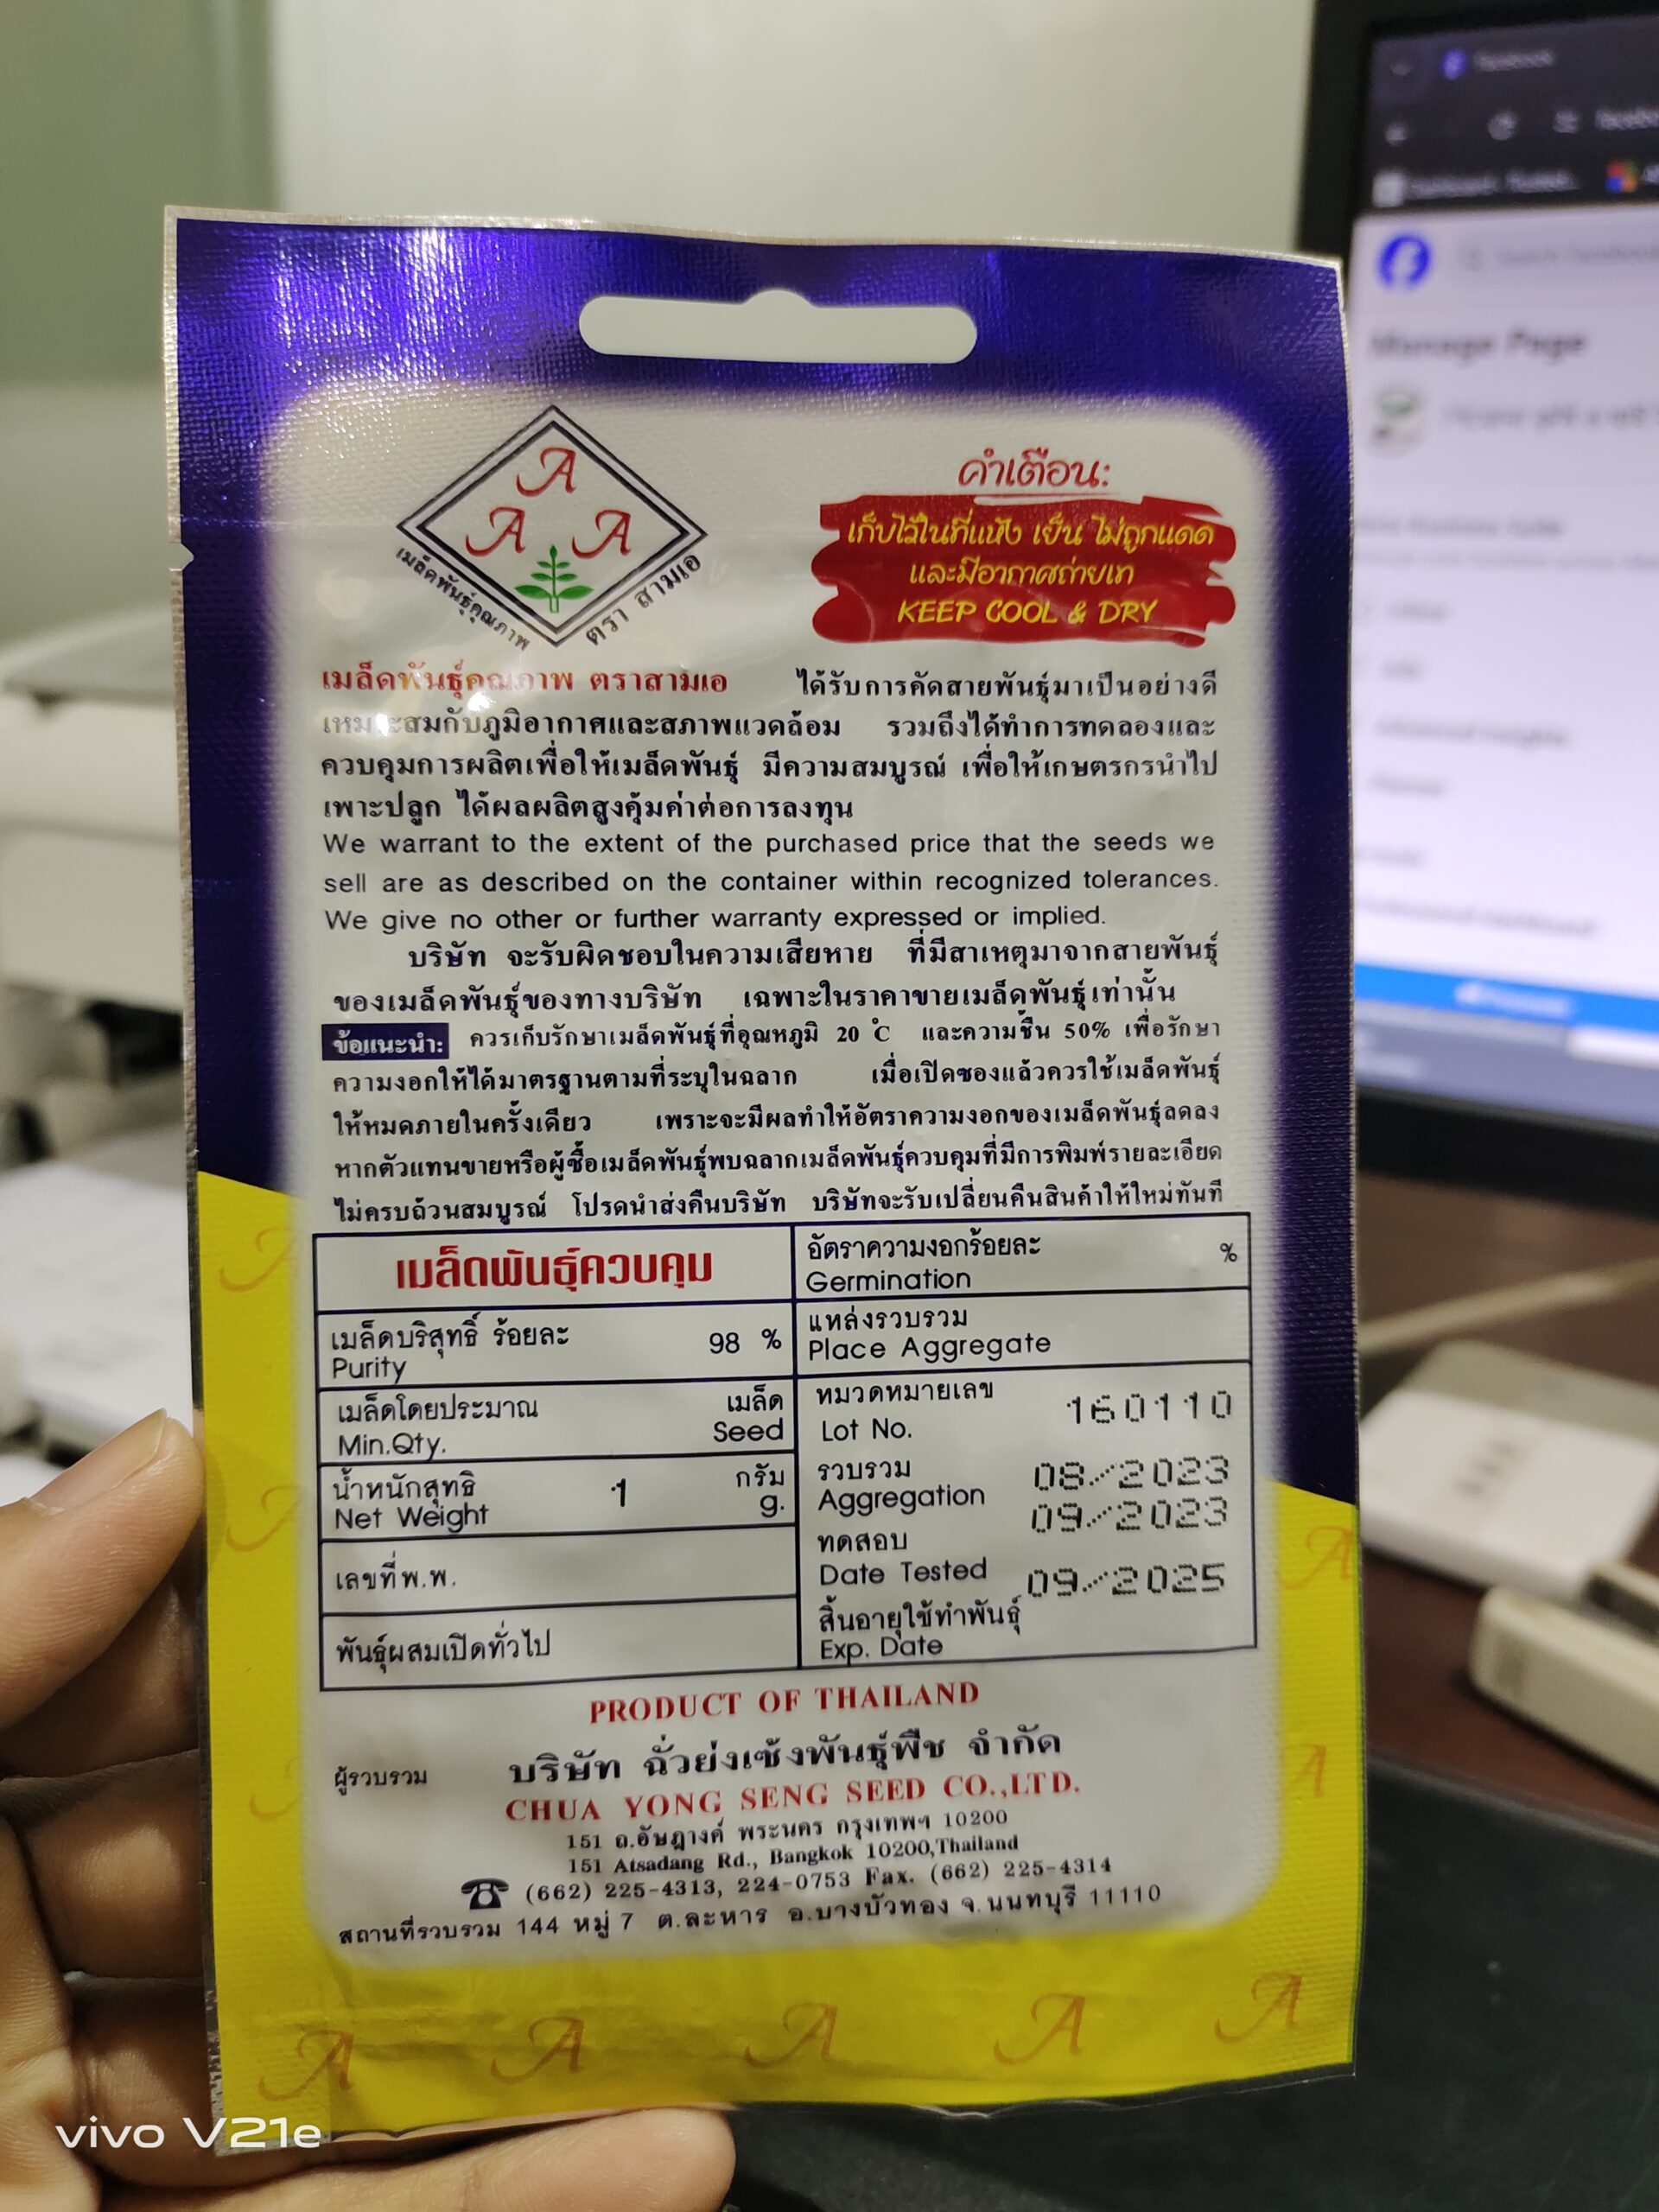 A
A A
เมล็ดพันธุ์คุณภาพ ตรา สามเอ
คำเตือน:
เก็บไว้ในที่แห้ง เย็น ไม่ถูกแดด
และมีอากาศถ่ายเท
KEEP COOL & DRY
เมล็ดพันธุ์คุณภาพ ตราสามเอ ได้รับการคัดสายพันธุ์มาเป็นอย่างดี
เหมาะสมกับภูมิอากาศและสภาพแวดล้อม รวมถึงได้ทำการทดลองและ
ควบคุมการผลิตเพื่อให้เมล็ดพันธุ์ มีความสมบูรณ์ เพื่อให้เกษตรกรนำไป
เพาะปลูก ได้ผลผลิตสูงคุ้มค่าต่อการลงทุน
We warrant to the extent of the purchased price that the seeds we
sell are as described on the container within recognized tolerances.
We give no other or further warranty expressed or implied.
บริษัท จะรับผิดชอบในความเสียหาย ที่มีสาเหตุมาจากสายพันธุ์
ของเมล็ดพันธุ์ของทางบริษัท เฉพาะในราคาขายเมล็ดพันธุ์เท่านั้น
ข้อแนะนำ: ควรเก็บรักษาเมล็ดพันธุ์ที่อุณหภูมิ 20 °C และความชื้น 50% เพื่อรักษา
ความงอกให้ได้มาตรฐานตามที่ระบุในฉลาก เมื่อเปิดซองแล้วควรใช้เมล็ดพันธุ์
ให้หมดภายในครั้งเดียว เพราะจะมีผลทำให้อัตราความงอกของเมล็ดพันธุ์ลดลง
หากตัวแทนขายหรือผู้ซื้อเมล็ดพันธุ์พบฉลากเมล็ดพันธุ์ควบคุมที่มีการพิมพ์รายละเอียด
ไม่ครบถ้วนสมบูรณ์ โปรดนำส่งคืนบริษัท บริษัทจะรับเปลี่ยนคืนสินค้าให้ใหม่ทันที
เมล็ดพันธุ์ควบคุม
เมล็ดบริสุทธิ์ ร้อยละ 98 %
Purity
เมล็ดโดยประมาณ เมล็ด
Min.Qty. Seed
น้ำหนักสุทธิ 1 กรัม
Net Weight g.
เลขที่พ.พ.
พันธุ์ผสมเปิดทั่วไป
อัตราความงอกร้อยละ %
Germination
แหล่งรวบรวม
Place Aggregate
หมวดหมายเลข 160110
Lot No.
รวบรวม 08/2023
Aggregation
09/2023
ทดสอบ
Date Tested 09/2025
สิ้นอายุใช้ทำพันธุ์
Exp. Date
PRODUCT OF THAILAND
ผู้รวบรวม บริษัท ฉั่วย่งเซ้งพันธุ์พืช จำกัด
CHUA YONG SENG SEED CO.,LTD.
151 ถ.อัษฎางค์ พระนคร กรุงเทพฯ 10200
151 Atsadang Rd., Bangkok 10200,Thailand
(662) 225-4313, 224-0753 Fax. (662) 225-4314
สถานที่รวบรวม 144 หมู่ 7 ต.ละหาร อ.บางบัวทอง จ.นนทบุรี 11110
A A A A A
Facebook
Manage Page
vivo V21e